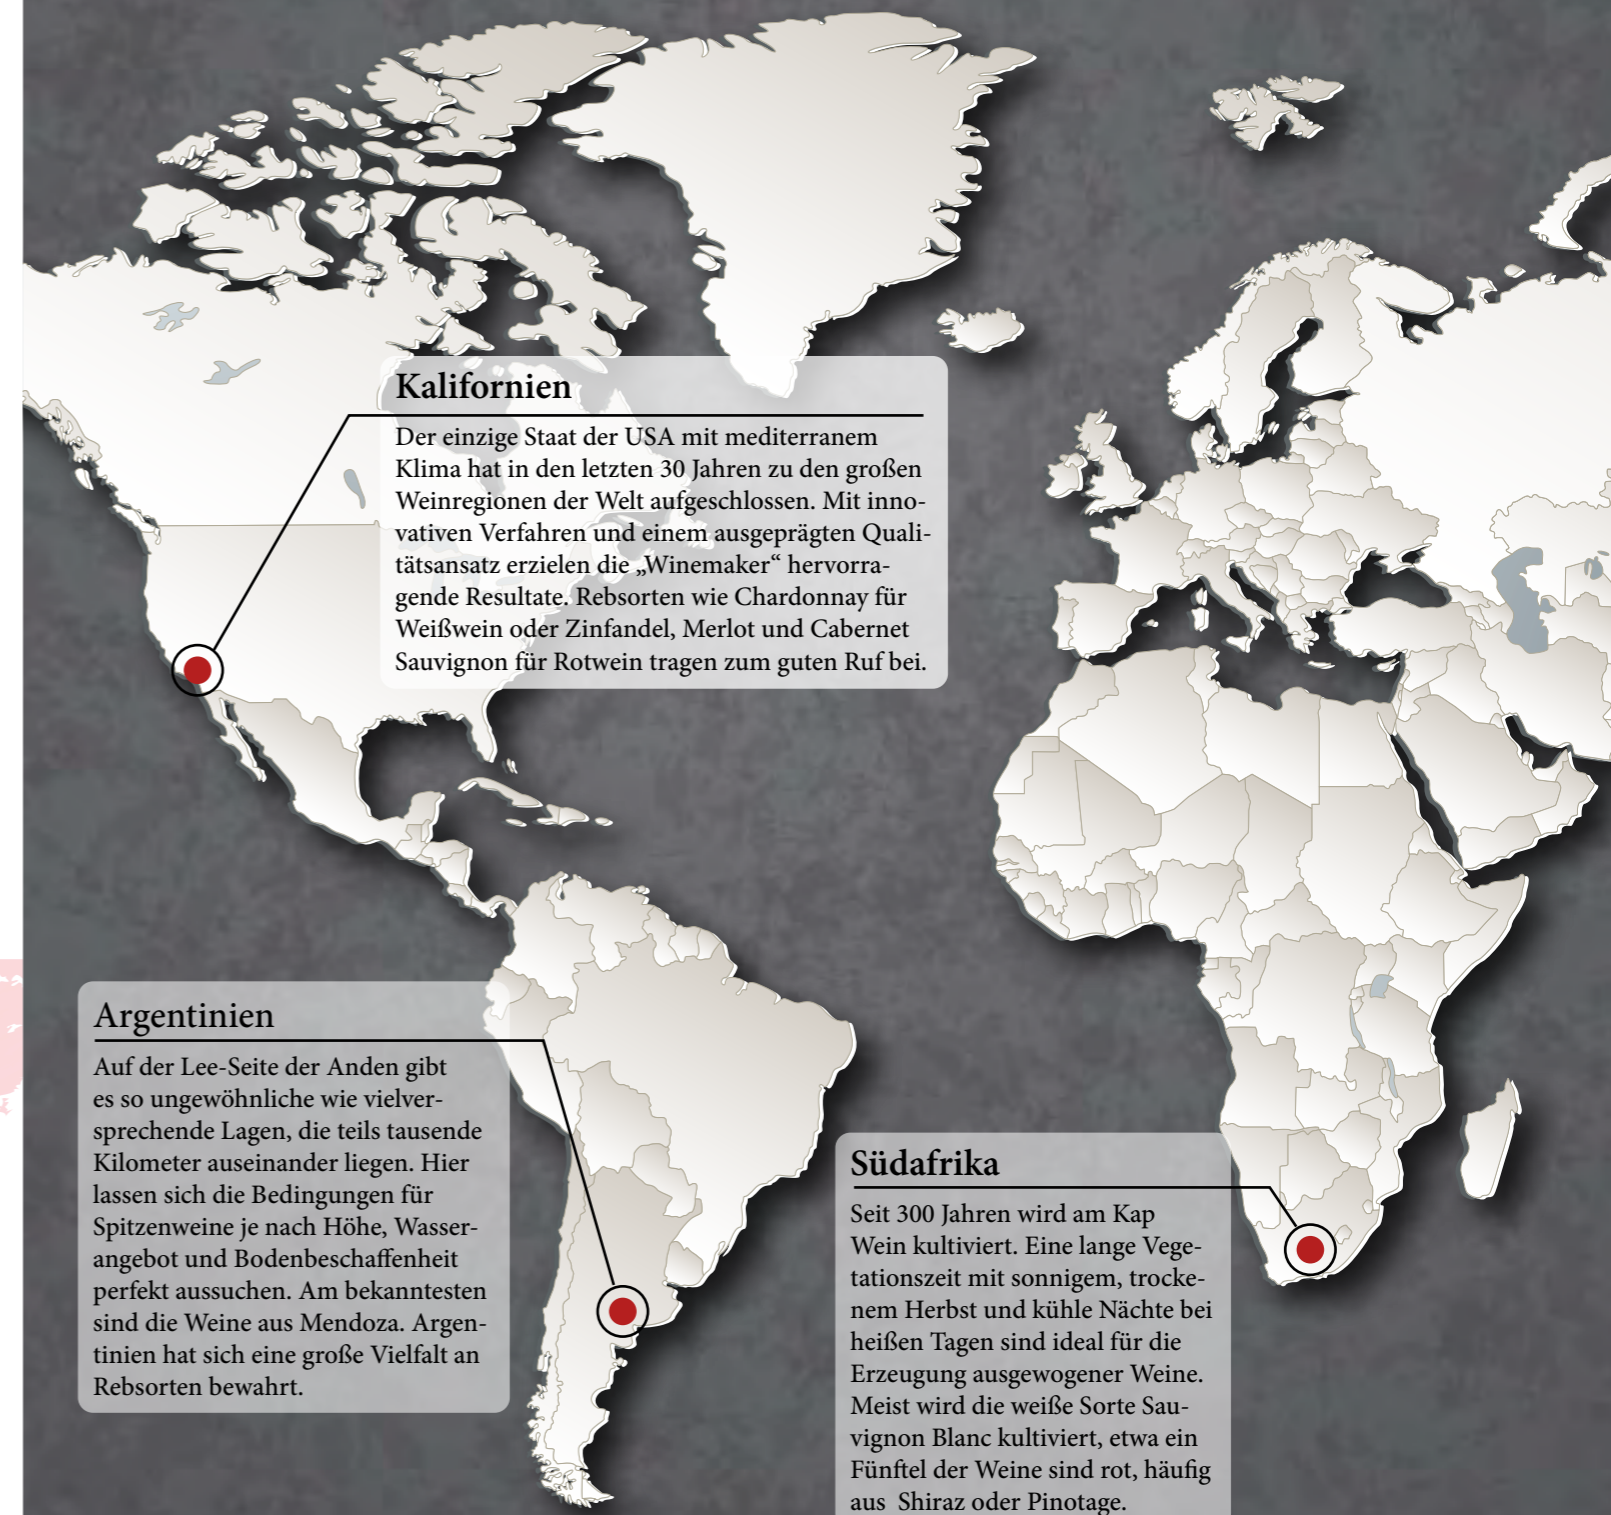 Kalifornien
Der einzige Staat der USA mit mediterranem
Klima hat in den letzten 30 Jahren zu den großen
Weinregionen der Welt aufgeschlossen. Mit inno-
vativen Verfahren und einem ausgeprägten Quali-
tätsansatz erzielen die „Winemaker“ hervorra-
gende Resultate. Rebsorten wie Chardonnay für
Weißwein oder Zinfandel, Merlot und Cabernet
Sauvignon für Rotwein tragen zum guten Ruf bei.
Argentinien
Auf der Lee-Seite der Anden gibt
es so ungewöhnliche wie vielver-
sprechende Lagen, die teils tausende
Kilometer auseinander liegen. Hier
lassen sich die Bedingungen für
Spitzenweine je nach Höhe, Wasser-
angebot und Bodenbeschaffenheit
perfekt aussuchen. Am bekanntesten
sind die Weine aus Mendoza. Argen-
tinien hat sich eine große Vielfalt an
Rebsorten bewahrt.
Südafrika
Seit 300 Jahren wird am Kap
Wein kultiviert. Eine lange Vege-
tationszeit mit sonnigem, trocke-
nem Herbst und kühle Nächte bei
heißen Tagen sind ideal für die
Erzeugung ausgewogener Weine.
Meist wird die weiße Sorte Sau-
vignon Blanc kultiviert, etwa ein
Fünftel der Weine sind rot, häufig
aus Shiraz oder Pinotage.